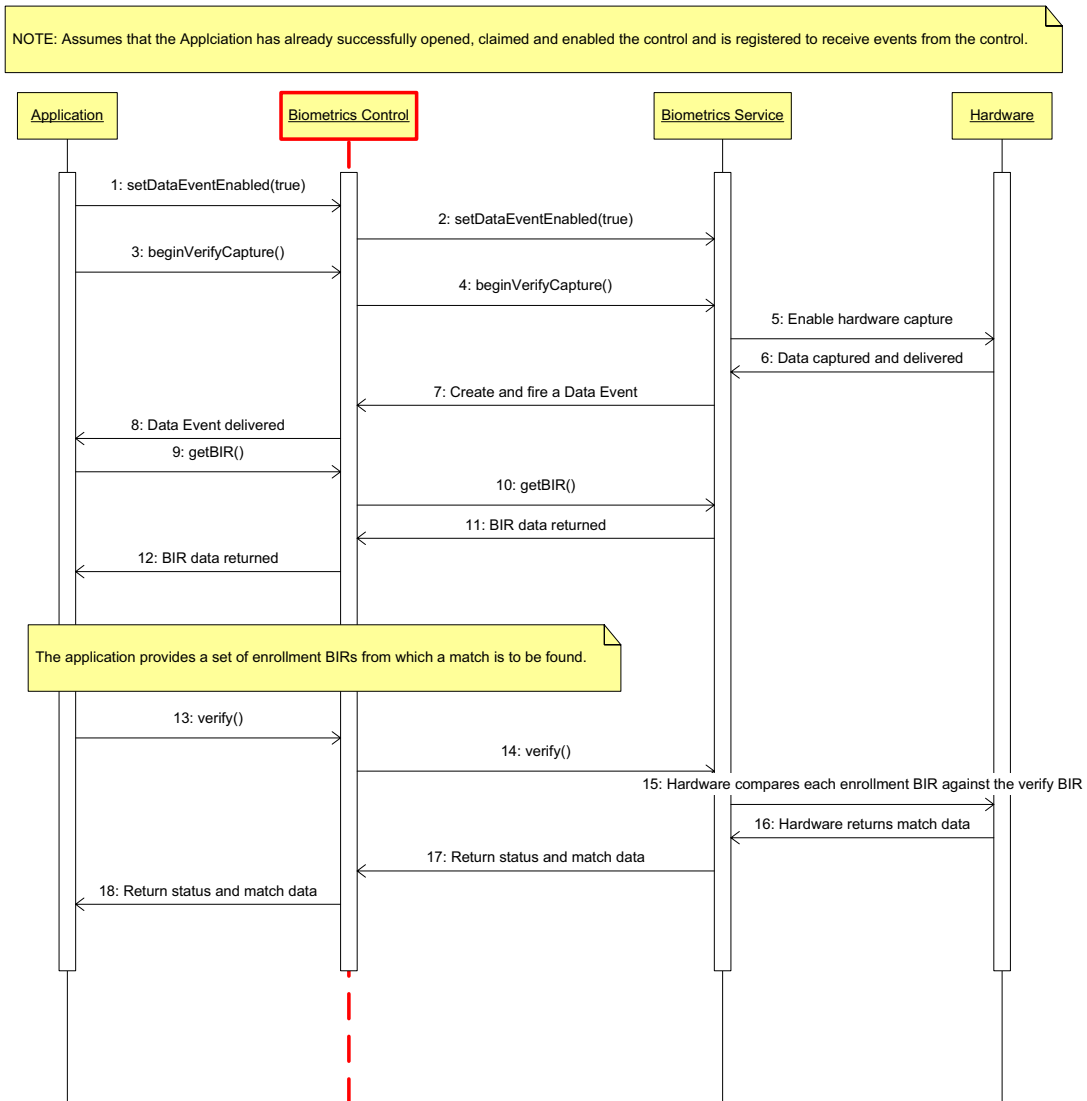 NOTE: Assumes that the Applciation has already successfully opened, claimed and enabled the control and is registered to receive events from the control.
Application
Biometrics Control
Biometrics Service
Hardware
1: setDataEventEnabled(true)
2: setDataEventEnabled(true)
3: beginVerifyCapture()
4: beginVerifyCapture()
5: Enable hardware capture
6: Data captured and delivered
7: Create and fire a Data Event
8: Data Event delivered
9: getBIR()
10: getBIR()
11: BIR data returned
12: BIR data returned
The application provides a set of enrollment BIRs from which a match is to be found.
13: verify()
14: verify()
15: Hardware compares each enrollment BIR against the verify BIR
16: Hardware returns match data
17: Return status and match data
18: Return status and match data